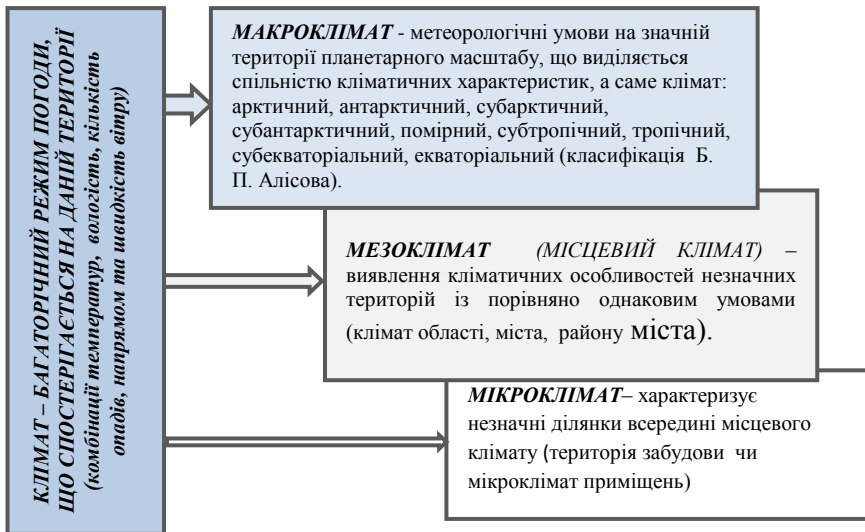 КЛІМАТ – БАГАТОРІЧНИЙ РЕЖИМ ПОГОДИ,
ЩО СПОСТЕРІГАЄТЬСЯ НА ДАНІЙ ТЕРИТОРІЇ
(комбінації температур, вологість, кількість
опадів, напрямом та швидкість вітру)
МАКРОКЛІМАТ - метеорологічні умови на значній
території планетарного масштабу, що виділяється
спільністю кліматичних характеристик, а саме клімат:
арктичний, антарктичний, субарктичний,
субантарктичний, помірний, субтропічний, тропічний,
субекваторіальний, екваторіальний (класифікація Б.
П. Алісова).
МЕЗОКЛІМАТ (МІСЦЕВИЙ КЛІМАТ) –
виявлення кліматичних особливостей незначних
територій із порівняно однаковим умовами
(клімат області, міста, району міста).
МІКРОКЛІМАТ– характеризує
незначні ділянки всередині місцевого
клімату (територія забудови чи
мікроклімат приміщень)